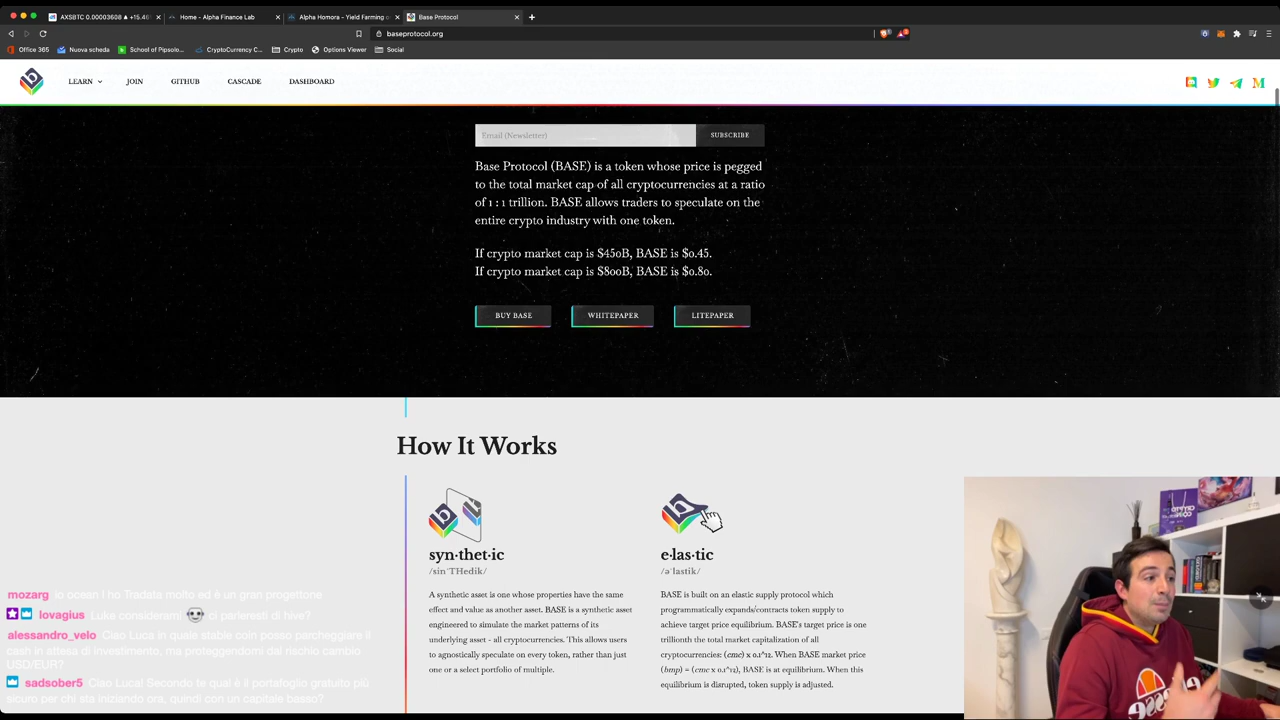 AXSBTC 0.00003608 ▲ +15.46
Home - Alpha Finance Lab
Alpha Homora - Yield Farming o
Base Protocol
baseprotocol.org
Office 365
Nuova scheda
School of Pipsolo...
CryptoCurrency C...
Crypto
Options Viewer
Social
LEARN
JOIN
GITHUB
CASCADE
DASHBOARD
Email (Newsletter)
SUBSCRIBE
Base Protocol (BASE) is a token whose price is pegged
to the total market cap of all cryptocurrencies at a ratio
of 1 : 1 trillion. BASE allows traders to speculate on the
entire crypto industry with one token.
If crypto market cap is $450B, BASE is $0.45.
If crypto market cap is $800B, BASE is $0.80.
BUY BASE
WHITEPAPER
LITEPAPER
How It Works
syn·thet·ic
/sinˈTHedik/
A synthetic asset is one whose properties have the same
effect and value as another asset. BASE is a synthetic asset
engineered to simulate the market patterns of its
underlying asset - all cryptocurrencies. This allows users
to agnostically speculate on every token, rather than just
one or a select portfolio of multiple.
e·las·tic
/əˈlastik/
BASE is built on an elastic supply protocol which
programmatically expands/contracts token supply to
achieve target price equilibrium. BASE's target price is one
trillionth the total market capitalization of all
cryptocurrencies: (cmc) x 0.1^12. When BASE market price
(bmp) = (cmc x 0.1^12), BASE is at equilibrium. When this
equilibrium is disrupted, token supply is adjusted.
mozarg io ocean l ho Tradata molto ed è un gran progettone
lovagius Luke considerami ci parleresti di hive?
alessandro_velo Ciao Luca in quale stable coin posso parcheggiare il
cash in attesa di investimento, ma proteggendomi dal rischio cambio
USD/EUR?
sadsober5 Ciao Luca! Secondo te qual è il portafoglio gratuito più
sicuro per chi sta iniziando ora, quindi con un capitale basso?